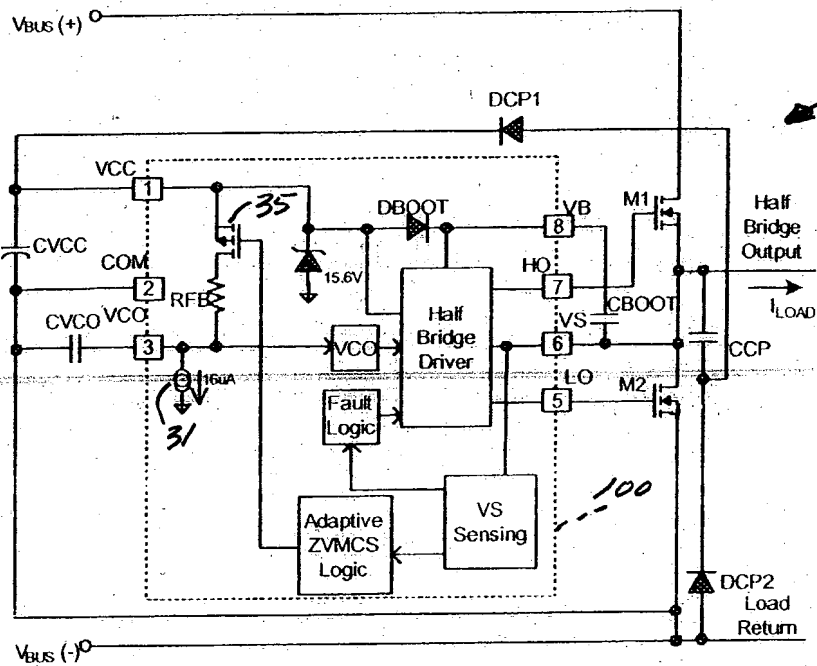 VBUS (+)
DCP1
VCC
1
35
DBOOT
VB
8
M1
Half
Bridge
Output
CVCC
COM
2
15.6V
HO
7
RFB
CVCO
VCO
3
VCO
Half
Bridge
Driver
VS
6
CBOOT
ILOAD
CCP
16uA
LO
5
M2
31
Fault
Logic
100
Adaptive
ZVMCS
Logic
VS
Sensing
DCP2
Load
Return
VBUS (-)